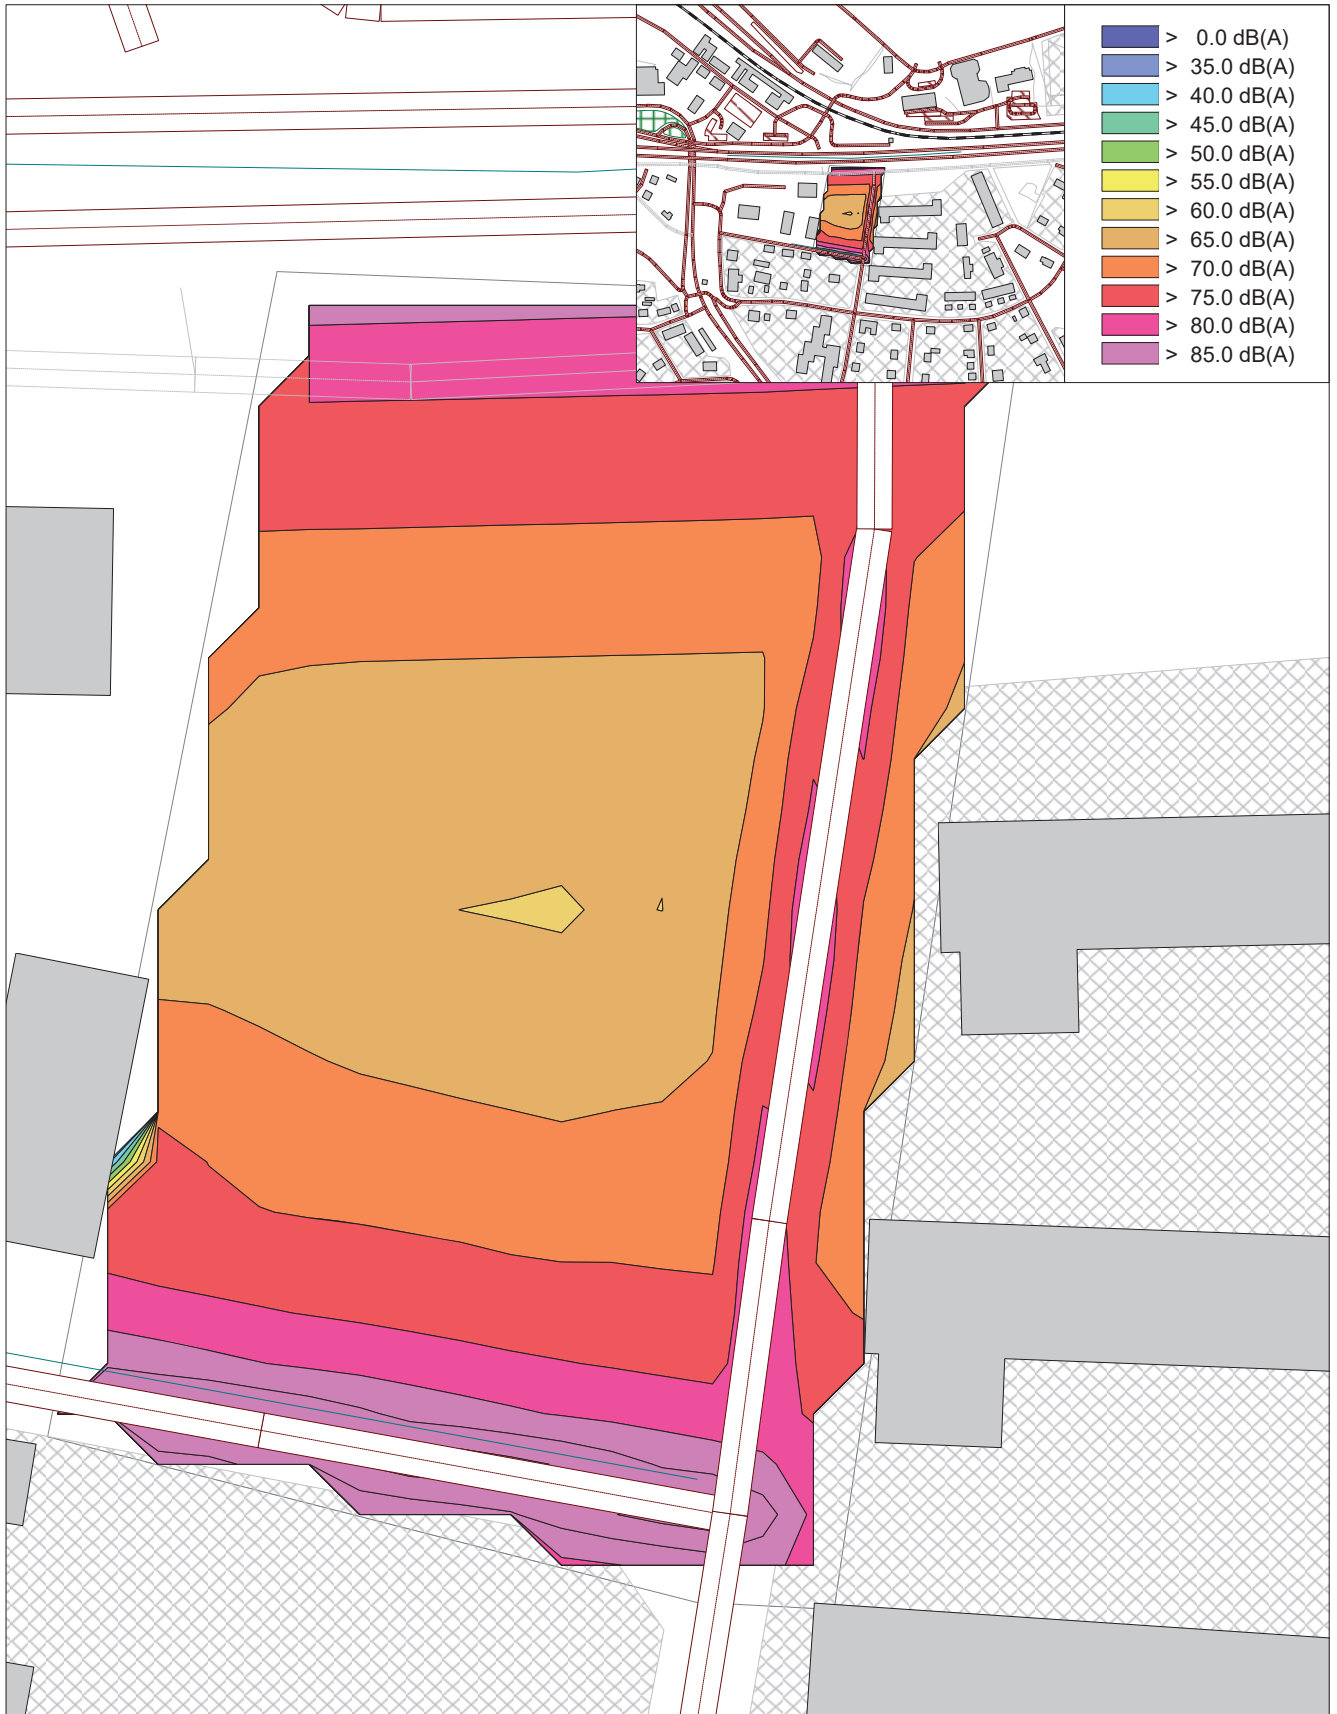 > 0.0 dB(A)
> 35.0 dB(A)
> 40.0 dB(A)
> 45.0 dB(A)
> 50.0 dB(A)
> 55.0 dB(A)
> 60.0 dB(A)
> 65.0 dB(A)
> 70.0 dB(A)
> 75.0 dB(A)
> 80.0 dB(A)
> 85.0 dB(A)